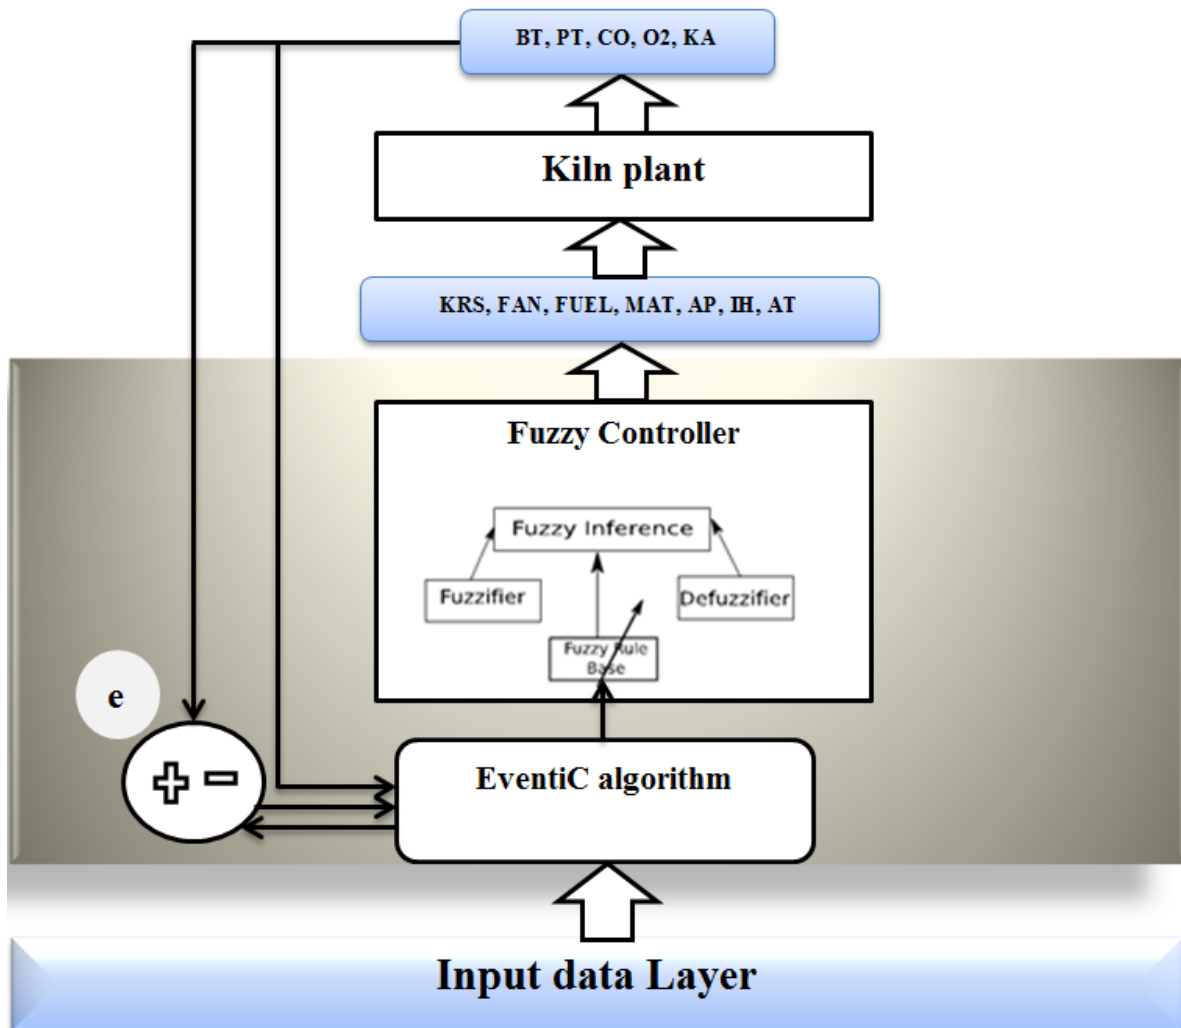 BT, PT, CO, O2, KA
Kiln plant
KRS, FAN, FUEL, MAT, AP, IH, AT
Fuzzy Controller
Fuzzy Inference
Fuzzifier
Defuzzifier
Fuzzy Rule
Base
e
+ -
EventiC algorithm
Input data Layer